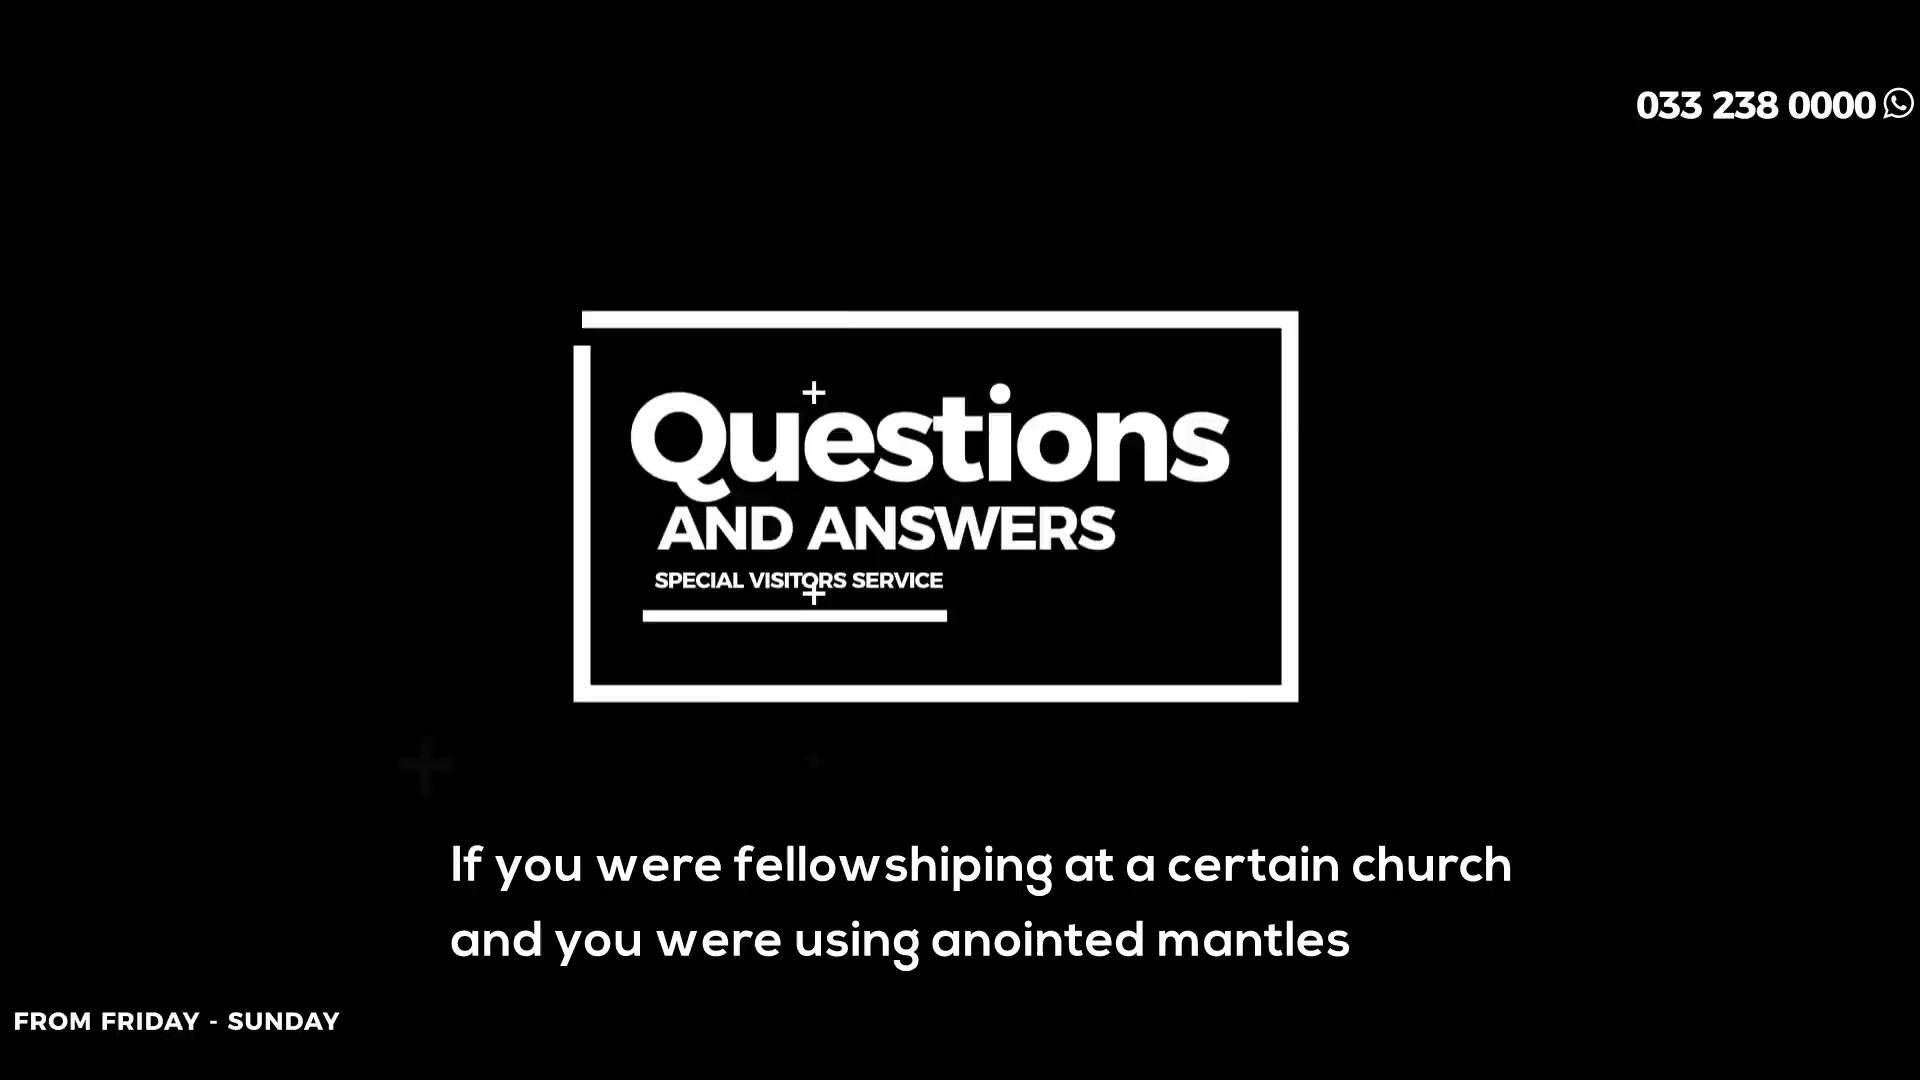 033 238 0000
Questions
AND ANSWERS
SPECIAL VISITORS SERVICE
If you were fellowshiping at a certain church
and you were using anointed mantles
FROM FRIDAY - SUNDAY